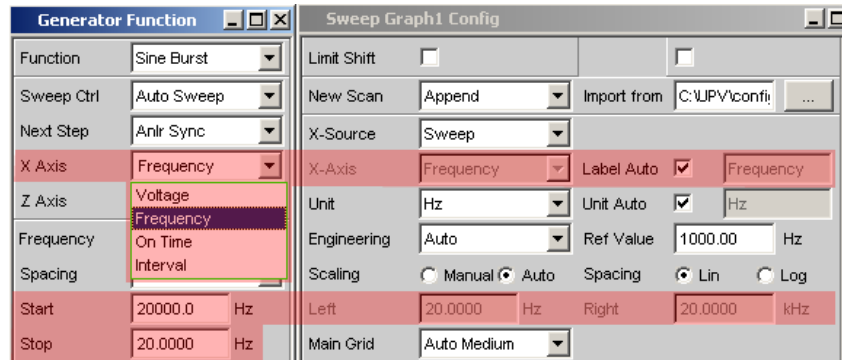 Generator Function
Function Sine Burst
Sweep Ctrl Auto Sweep
Next Step Anlr Sync
X Axis Frequency
Z Axis
Voltage
Frequency
On Time
Interval
Frequency
Spacing
Start 20000.0 Hz
Stop 20.0000 Hz
Sweep Graph1 Config
Limit Shift
New Scan Append Import from C:\UPV\config ...
X-Source Sweep
X-Axis Frequency Label Auto Frequency
Unit Hz Unit Auto Hz
Engineering Auto Ref Value 1000.00 Hz
Scaling Manual Auto Spacing Lin Log
Left 20.0000 Hz Right 20.0000 kHz
Main Grid Auto Medium